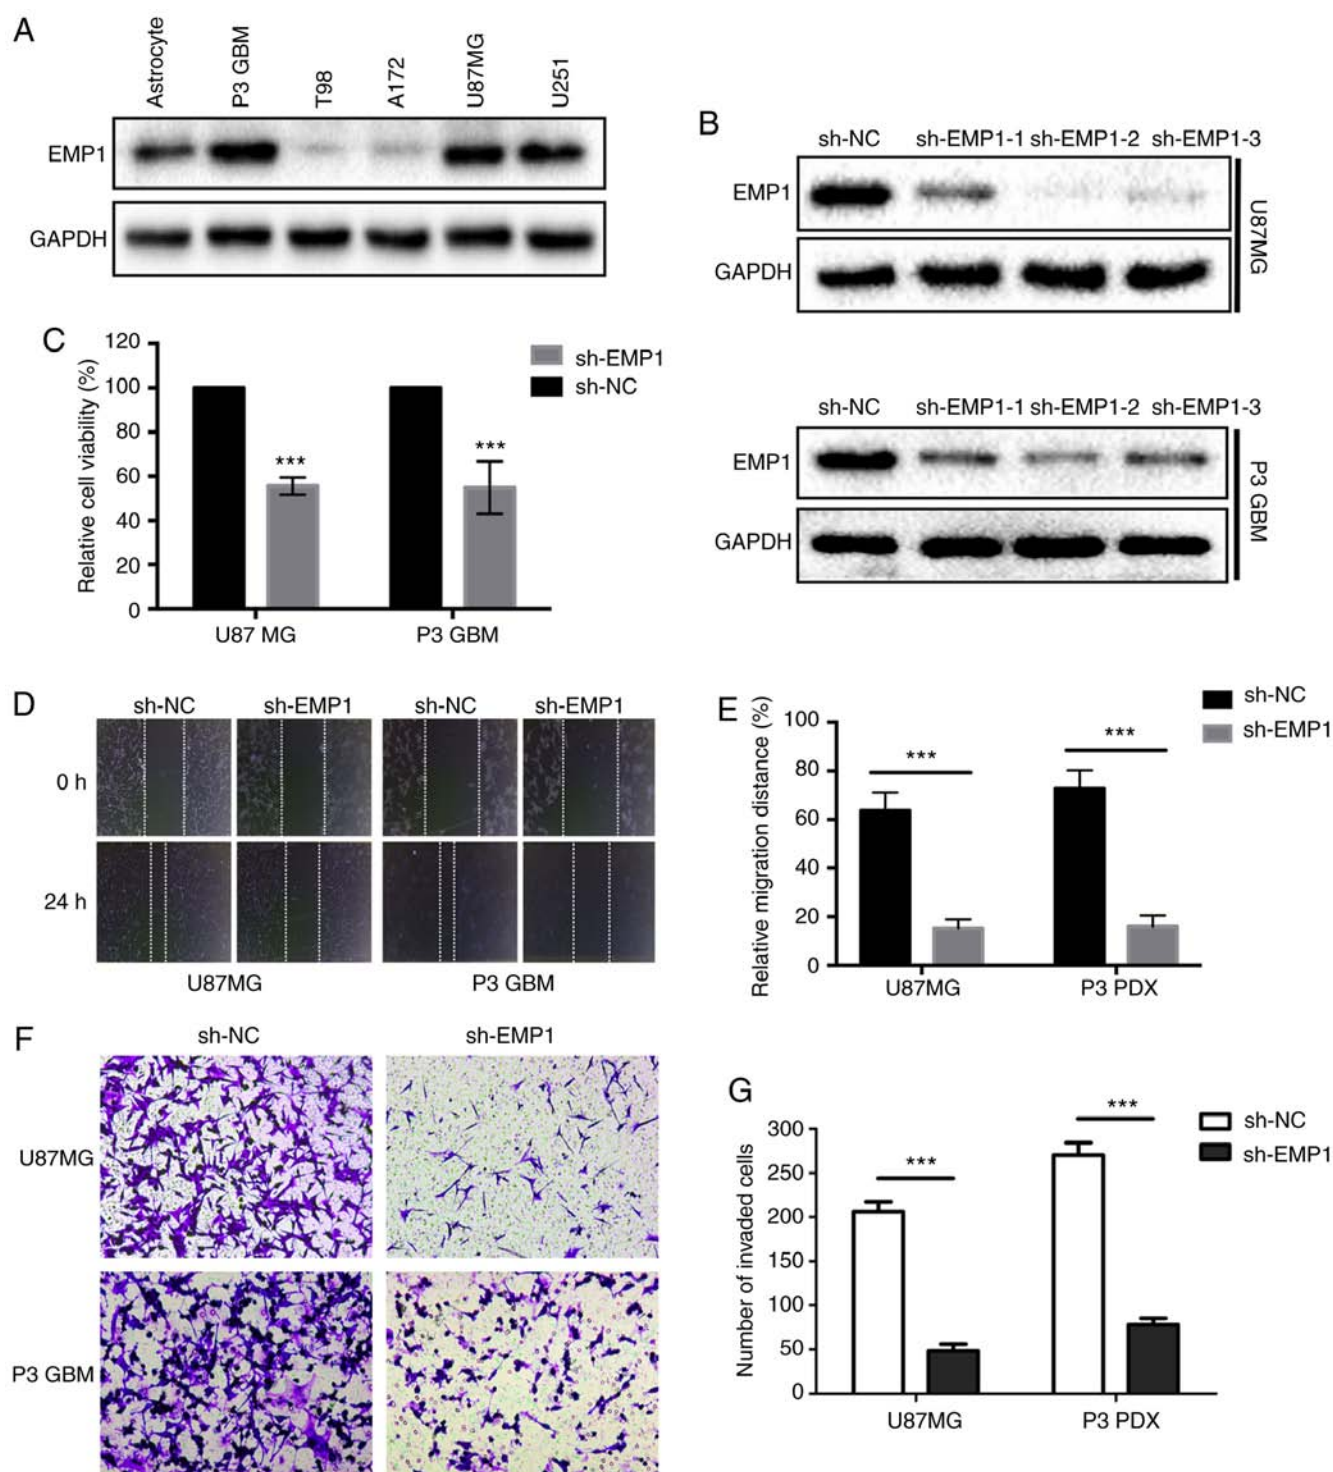 A
Astrocyte
P3 GBM
T98
A172
U87MG
U251
EMP1
GAPDH
B
sh-NC sh-EMP1-1 sh-EMP1-2 sh-EMP1-3
EMP1
GAPDH
U87MG
sh-NC sh-EMP1-1 sh-EMP1-2 sh-EMP1-3
EMP1
GAPDH
P3 GBM
C
Relative cell viability (%)
120
100
80
60
40
20
0
***
***
sh-EMP1
sh-NC
U87 MG
P3 GBM
D
sh-NC sh-EMP1 sh-NC sh-EMP1
0 h
24 h
U87MG P3 GBM
E
Relative migration distance (%)
100
80
60
40
20
0
***
***
sh-NC
sh-EMP1
U87MG P3 PDX
F
sh-NC sh-EMP1
U87MG
P3 GBM
G
Number of invaded cells
300
250
200
150
100
50
0
***
***
sh-NC
sh-EMP1
U87MG P3 PDX